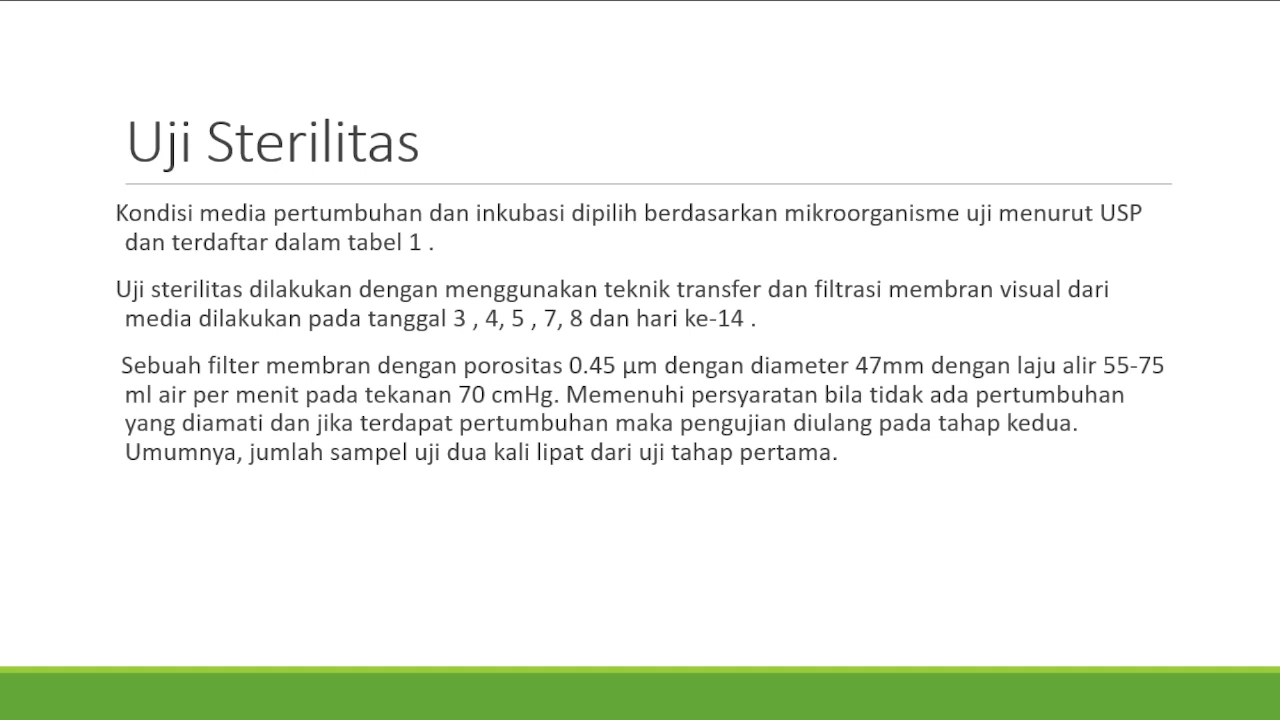 Uji Sterilitas
Kondisi media pertumbuhan dan inkubasi dipilih berdasarkan mikroorganisme uji menurut USP
dan terdaftar dalam tabel 1 .
Uji sterilitas dilakukan dengan menggunakan teknik transfer dan filtrasi membran visual dari
media dilakukan pada tanggal 3 , 4, 5 , 7, 8 dan hari ke-14 .
Sebuah filter membran dengan porositas 0.45 µm dengan diameter 47mm dengan laju alir 55-75
ml air per menit pada tekanan 70 cmHg. Memenuhi persyaratan bila tidak ada pertumbuhan
yang diamati dan jika terdapat pertumbuhan maka pengujian diulang pada tahap kedua.
Umumnya, jumlah sampel uji dua kali lipat dari uji tahap pertama.